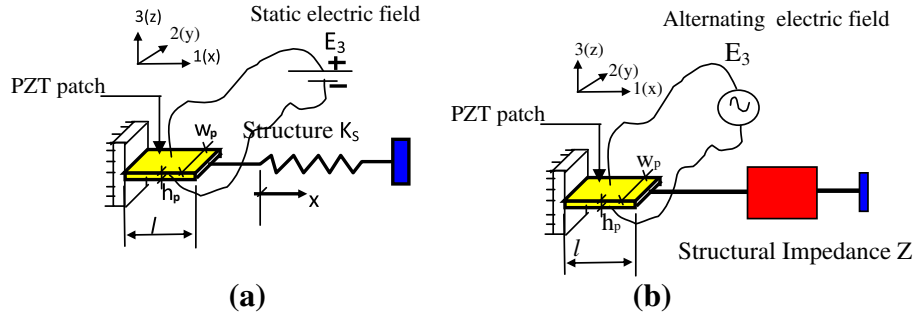 Static electric field
3(z)
2(y)
1(x)
E3
+
–
PZT patch
wp
Structure KS
hp
x
l
(a)
Alternating electric field
3(z)
2(y)
1(x)
E3
~
PZT patch
wp
hp
l
Structural Impedance Z
(b)